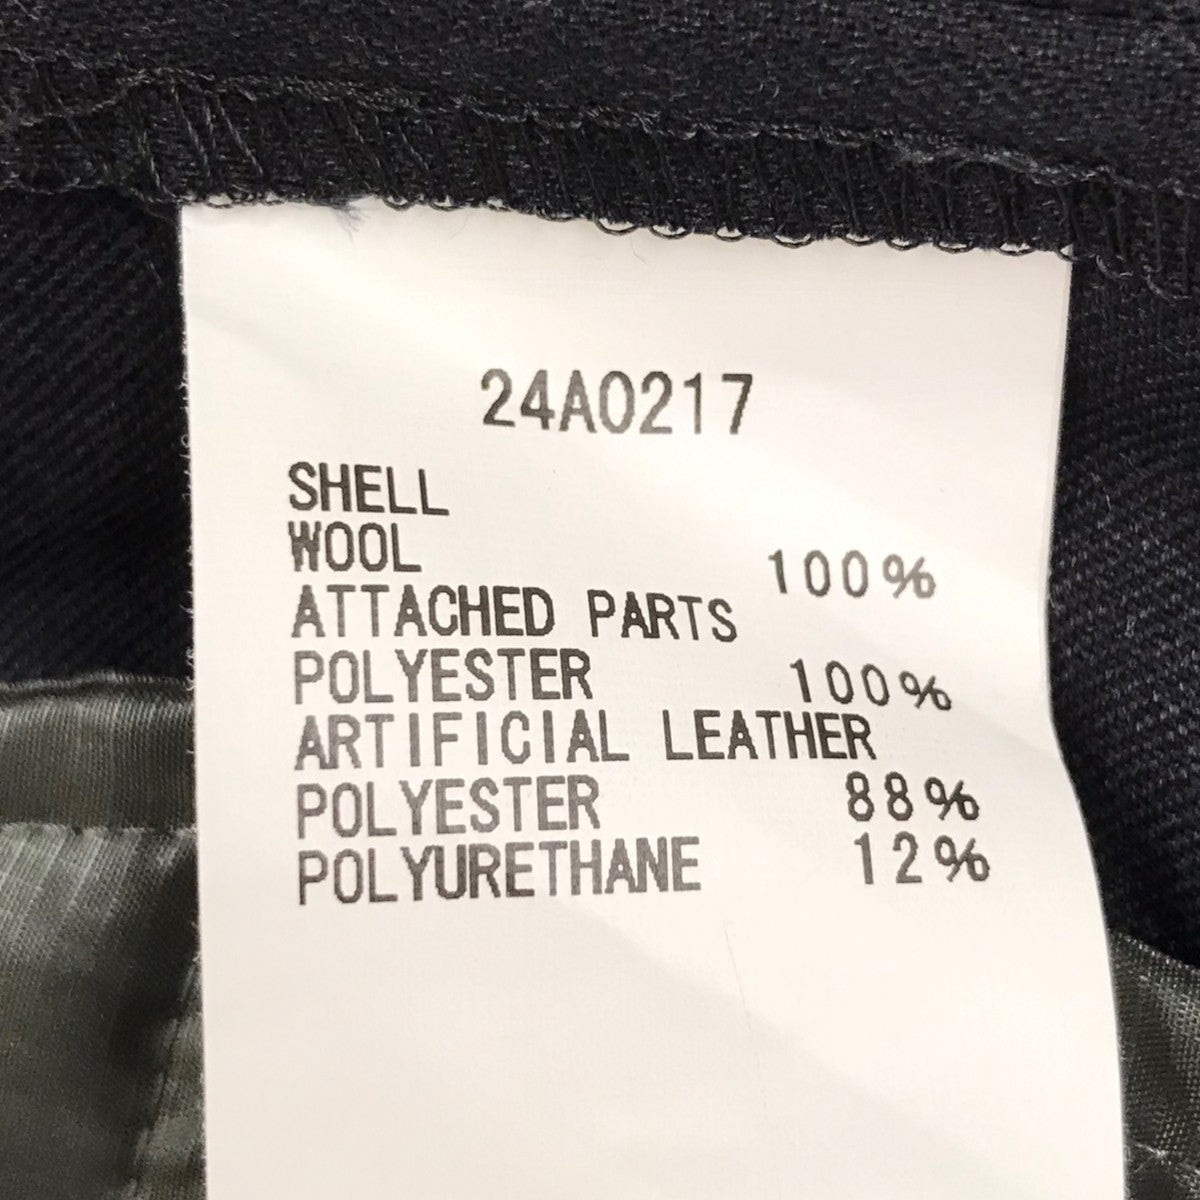 24A0217
SHELL
WOOL 100%
ATTACHED PARTS
POLYESTER 100%
ARTIFICIAL LEATHER
POLYESTER 88%
POLYURETHANE 12%